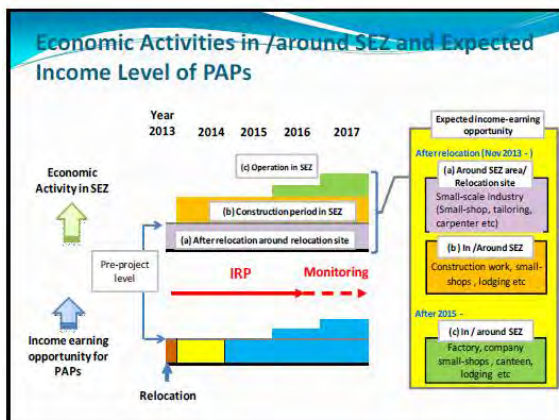 Economic Activities in /around SEZ and Expected
Income Level of PAPs
Year
2013
2014
2015
2016
2017
Economic
Activity in SEZ
(c) Operation in SEZ
(b) Construction period in SEZ
(a) After relocation around relocation site
Pre-project
level
IRP
Monitoring
Income earning
opportunity for
PAPs
Relocation
Expected income-earning
opportunity
After relocation (Nov 2013 - )
(a) Around SEZ area/
Relocation site
Small-scale industry
(Small-shop, tailoring,
carpenter etc)
(b) In /Around SEZ
Construction work, small-
shops , lodging etc
After 2015 -
(c) In / around SEZ
Factory, company
small-shops , canteen,
lodging etc